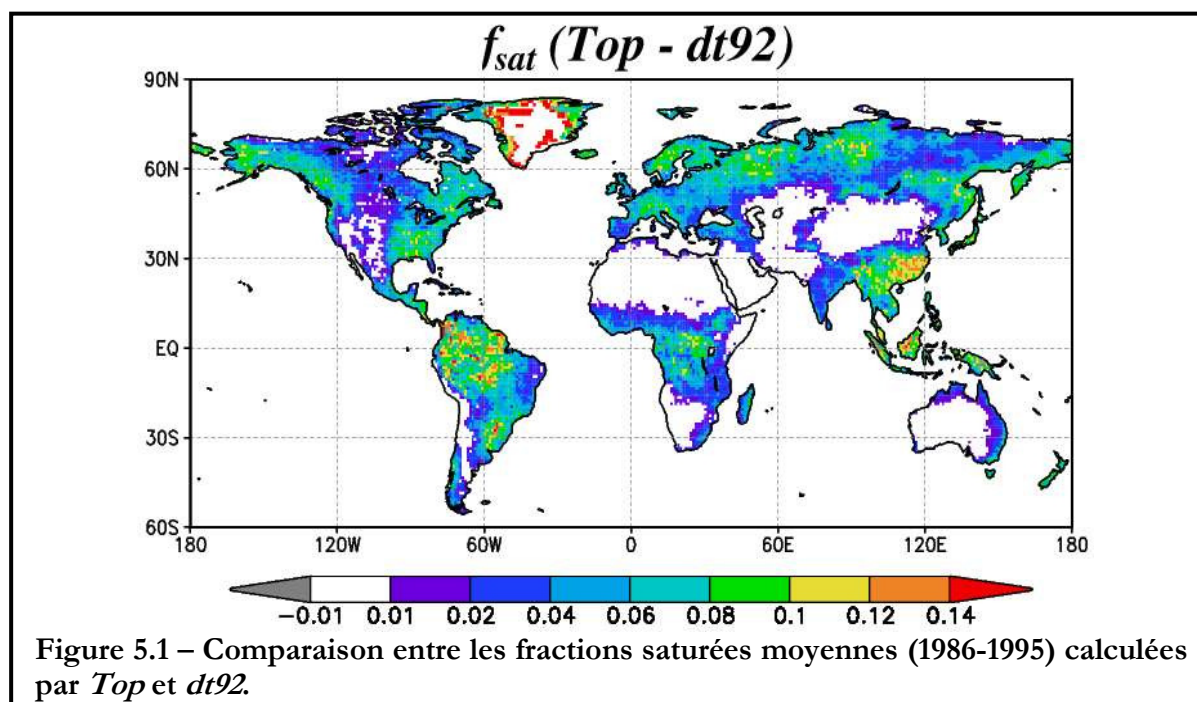 f_sat (Top - dt92)
90N
60N
30N
EQ
30S
60S
180 120W 60W 0 60E 120E 180
-0.01 0.01 0.02 0.04 0.06 0.08 0.1 0.12 0.14
Figure 5.1 – Comparaison entre les fractions saturées moyennes (1986-1995) calculées
par Top et dt92.